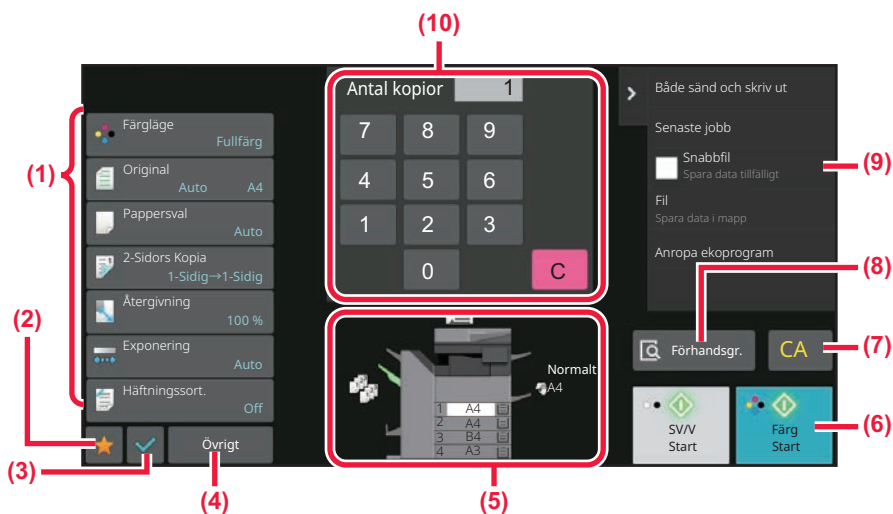 (10)
Antal kopior 1
7 8 9
4 5 6
1 2 3
0 C
(1)
Färgläge
Fullfärg
Original
Auto A4
Pappersval
Auto
2-Sidors Kopia
1-Sidig→1-Sidig
Återgivning
100 %
Exponering
Auto
Häftningssort.
Off
(2)
(3)
Övrigt
(4)
Normalt
A4
1 A4
2 A4
3 B4
4 A3
(5)
Både sänd och skriv ut
Senaste jobb
Snabbfil
Spara data tillfälligt
(9)
Fil
Spara data i mapp
Anropa ekoprogram
(8)
Förhandsgr.
CA
(7)
SV/V
Start
Färg
Start
(6)